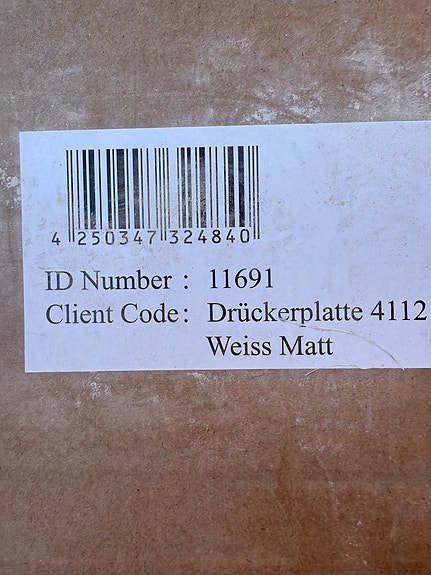 4 250347 324840
ID Number : 11691
Client Code: Drückerplatte 4112
Weiss Matt